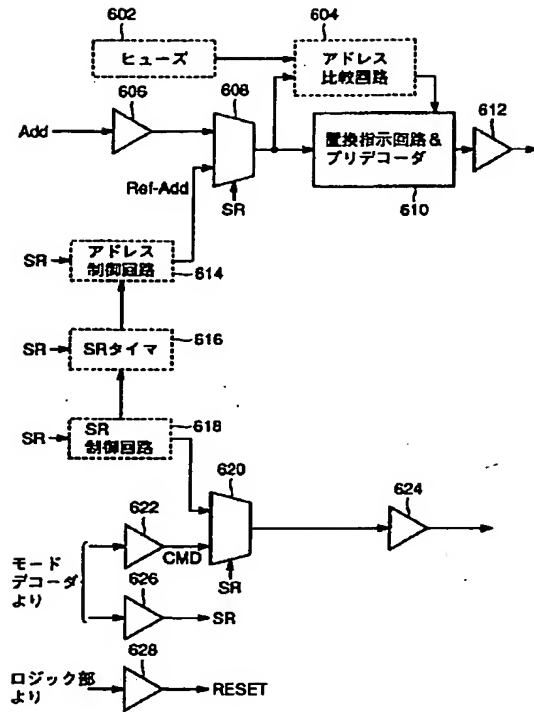 602
ヒューズ
604
アドレス
比較回路
606
608
Add
612
置換指示回路&
プリデコーダ
610
Ref-Add
SR
SR
アドレス
制御回路
614
SR
SRタイマ
616
SR
SR
制御回路
618
620
622
624
CMD
SR
モード
デコーダ
より
626
SR
628
ロジック部
より
RESET